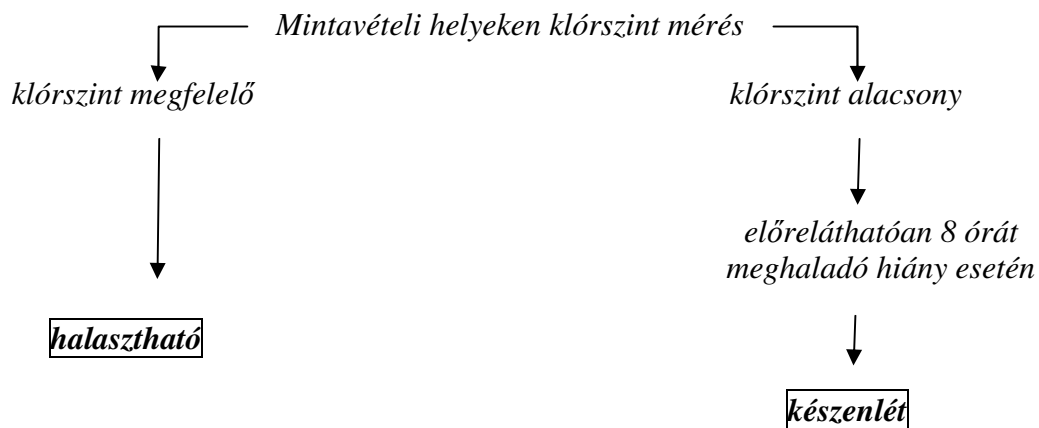 Mintavételi helyeken klórszint mérés
klórszint megfelelő
klórszint alacsony
előreláthatóan 8 órát
meghaladó hiány esetén
halasztható
készenlét